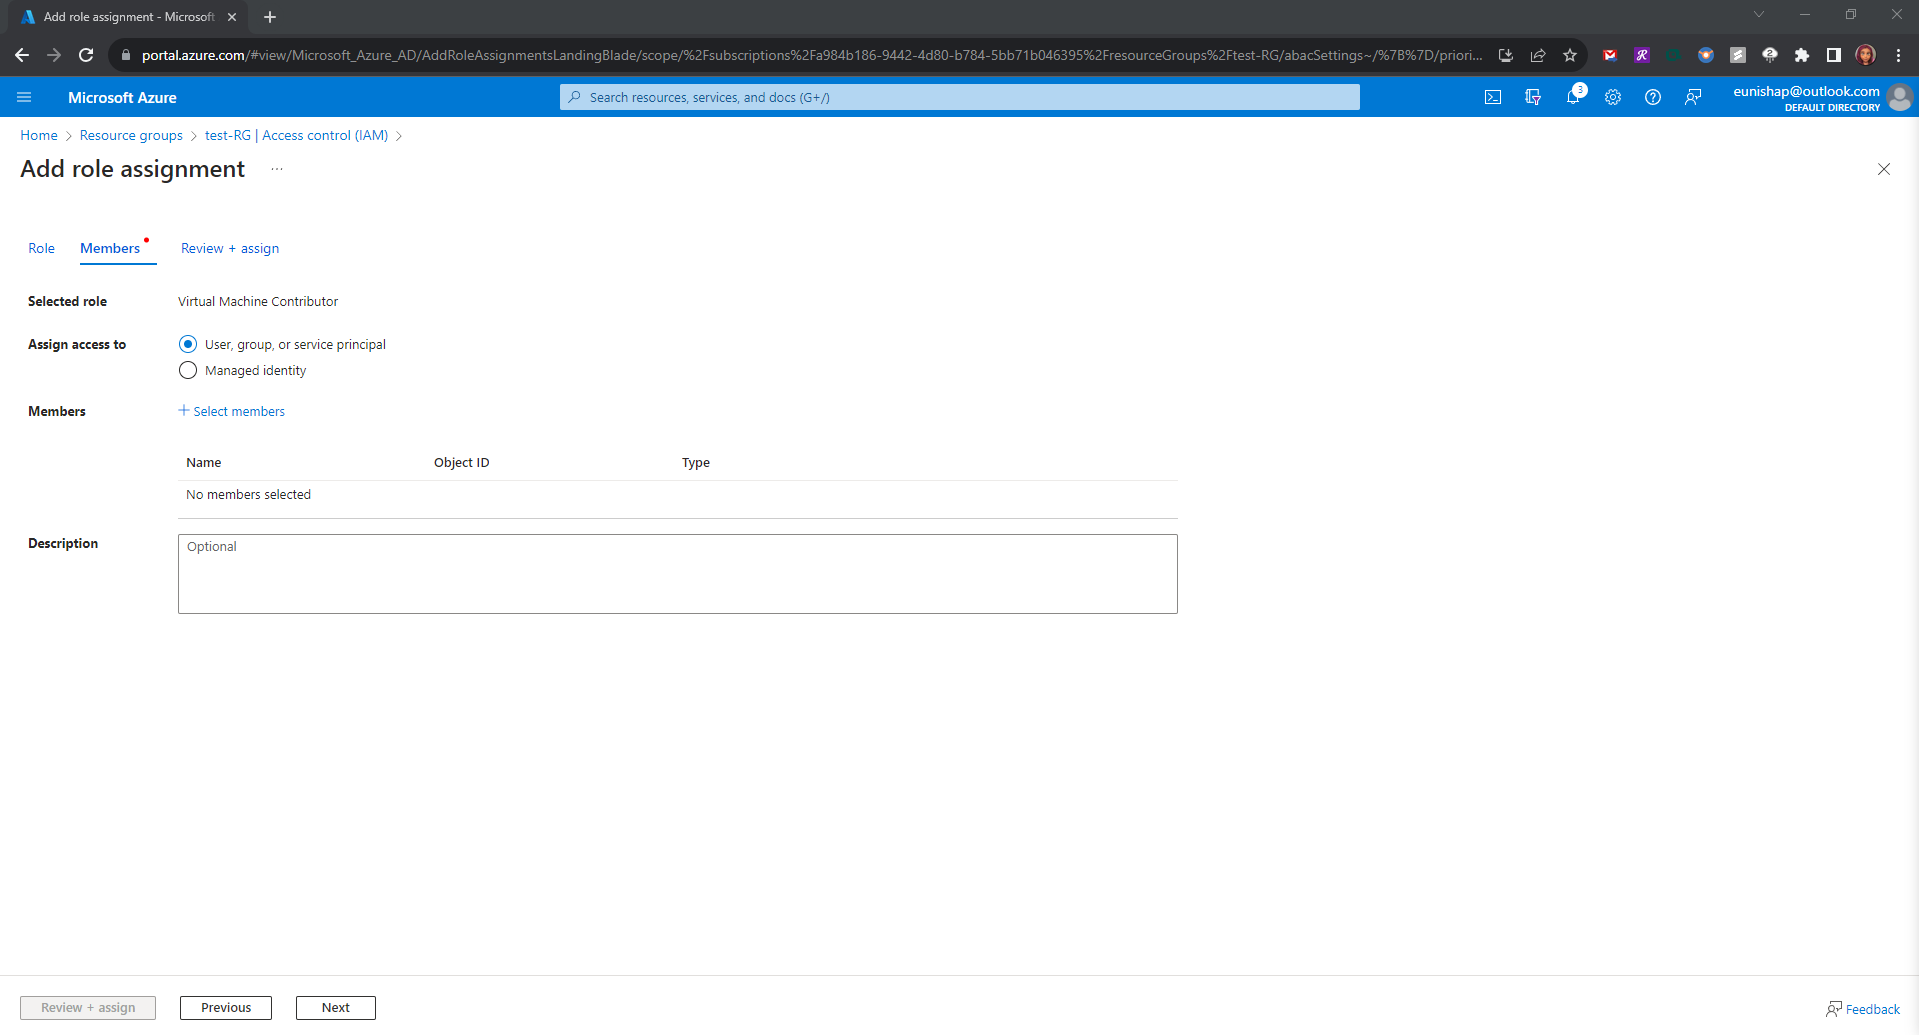 Add role assignment - Microsoft
portal.azure.com/#view/Microsoft_Azure_AD/AddRoleAssignmentsLandingBlade/scope/%2Fsubscriptions%2Fa984b186-9442-4d80-b784-5bb71b046395%2FresourceGroups%2Ftest-RG/abacSettings~/%7B%7D/priori...
Microsoft Azure
Search resources, services, and docs (G+/)
3
eunishap@outlook.com
DEFAULT DIRECTORY
Home > Resource groups > test-RG | Access control (IAM) >
Add role assignment ...
Role
Members
Review + assign
Selected role
Virtual Machine Contributor
Assign access to
User, group, or service principal
Managed identity
Members
+ Select members
Name
Object ID
Type
No members selected
Description
Optional
Review + assign
Previous
Next
Feedback